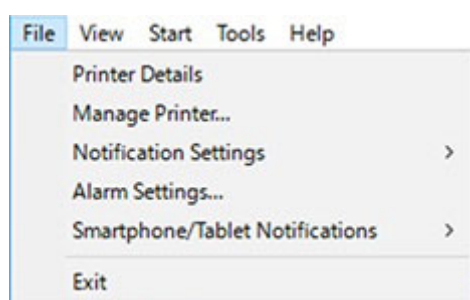 File View Start Tools Help
Printer Details
Manage Printer...
Notification Settings >
Alarm Settings...
Smartphone/Tablet Notifications >
Exit